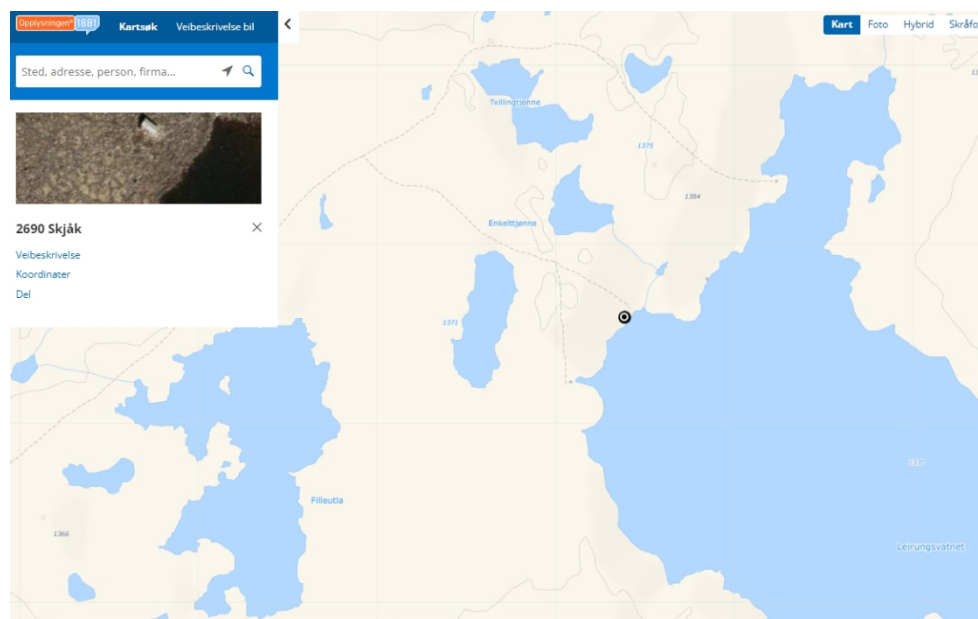 Opplysningen® 1881
Kartsøk
Veibeskrivelse bil
Sted, adresse, person, firma...
2690 Skjåk
Veibeskrivelse
Koordinater
Del
Kart
Foto
Hybrid
Skråfo
Tvillingtjønne
1375
1384
Enkelttjønne
1371
Filleutla
1366
Leirungsvatnet